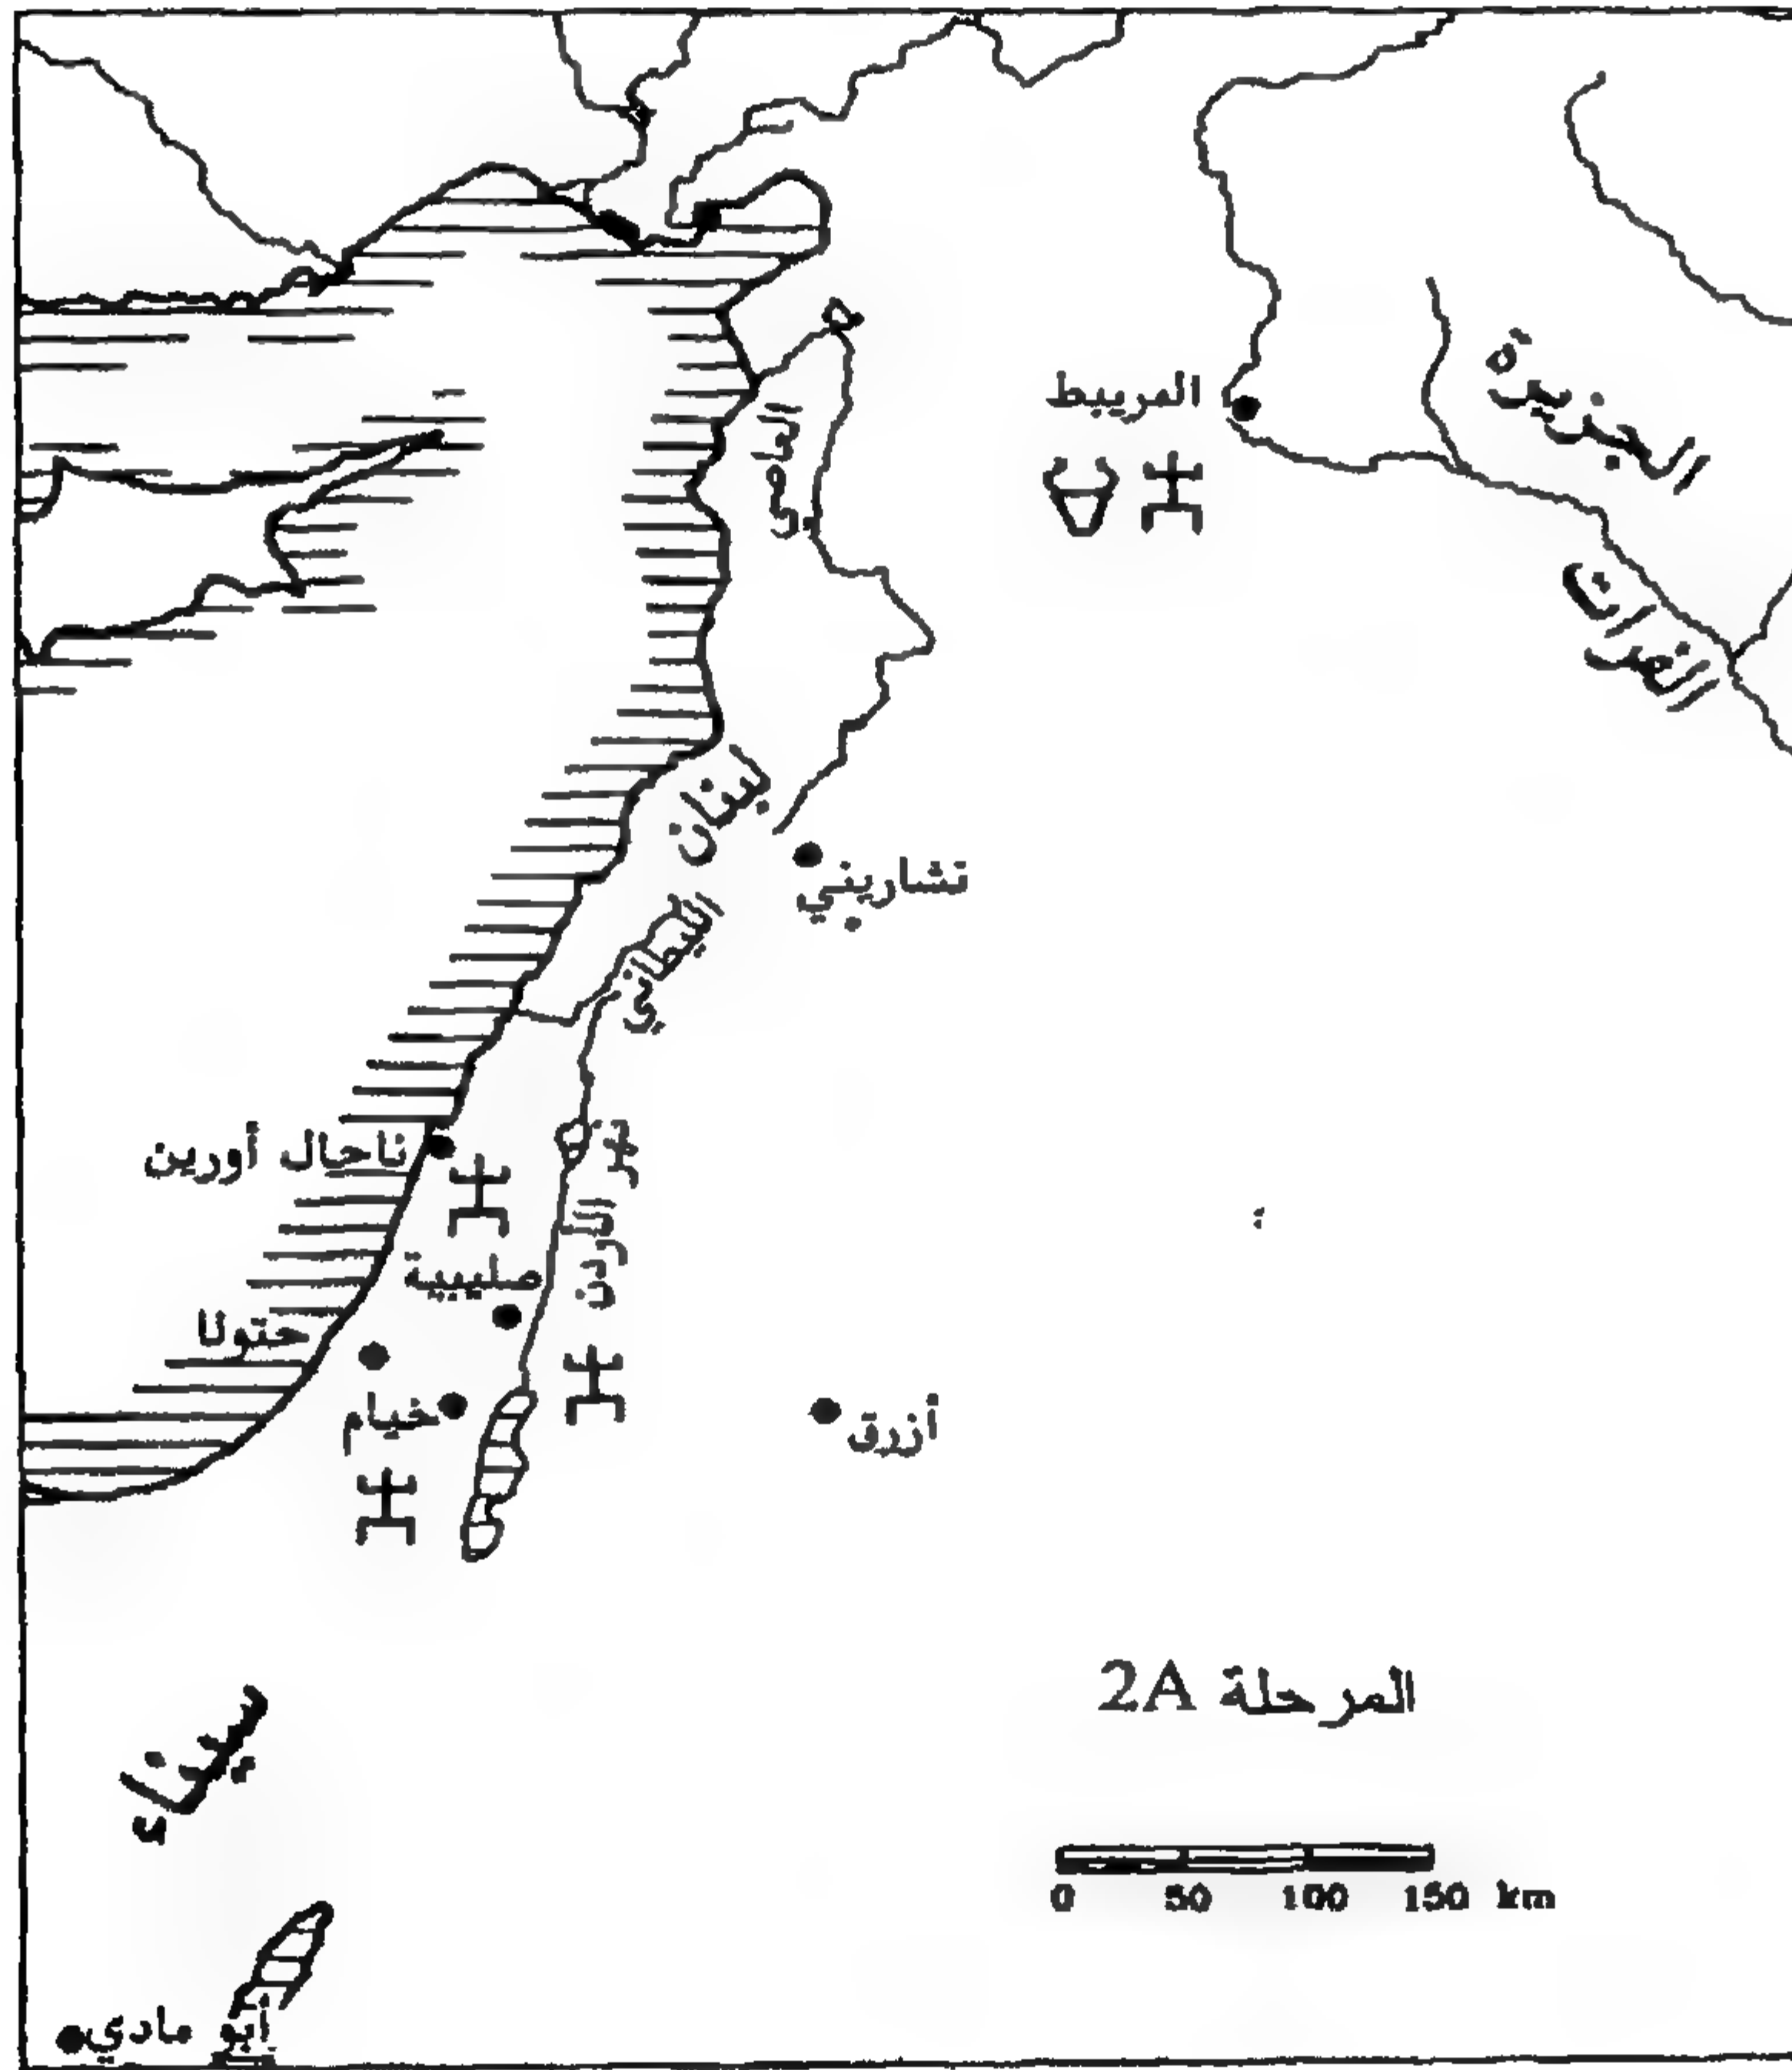 الجزيرة
المريبط
العاصي
الفرات
لبنان
تشاريني
الليطاني
ناحال أورين
الأردن
صليبية
حتولا
خيام
أزرق
المرحلة 2A
سيناء
0 50 100 150 km
أبو مادي